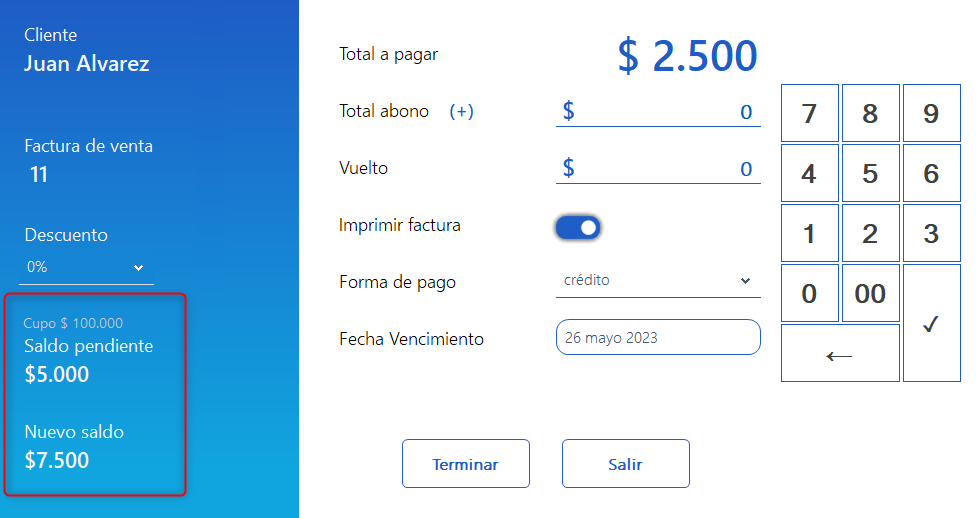 Cliente
Juan Alvarez
Factura de venta
11
Descuento
0%
Cupo $ 100.000
Saldo pendiente
$5.000
Nuevo saldo
$7.500
Total a pagar $ 2.500
Total abono (+) $ 0
Vuelto $ 0
Imprimir factura
Forma de pago crédito
Fecha Vencimiento 26 mayo 2023
Terminar Salir
7 8 9
4 5 6
1 2 3
0 00 ✓
←